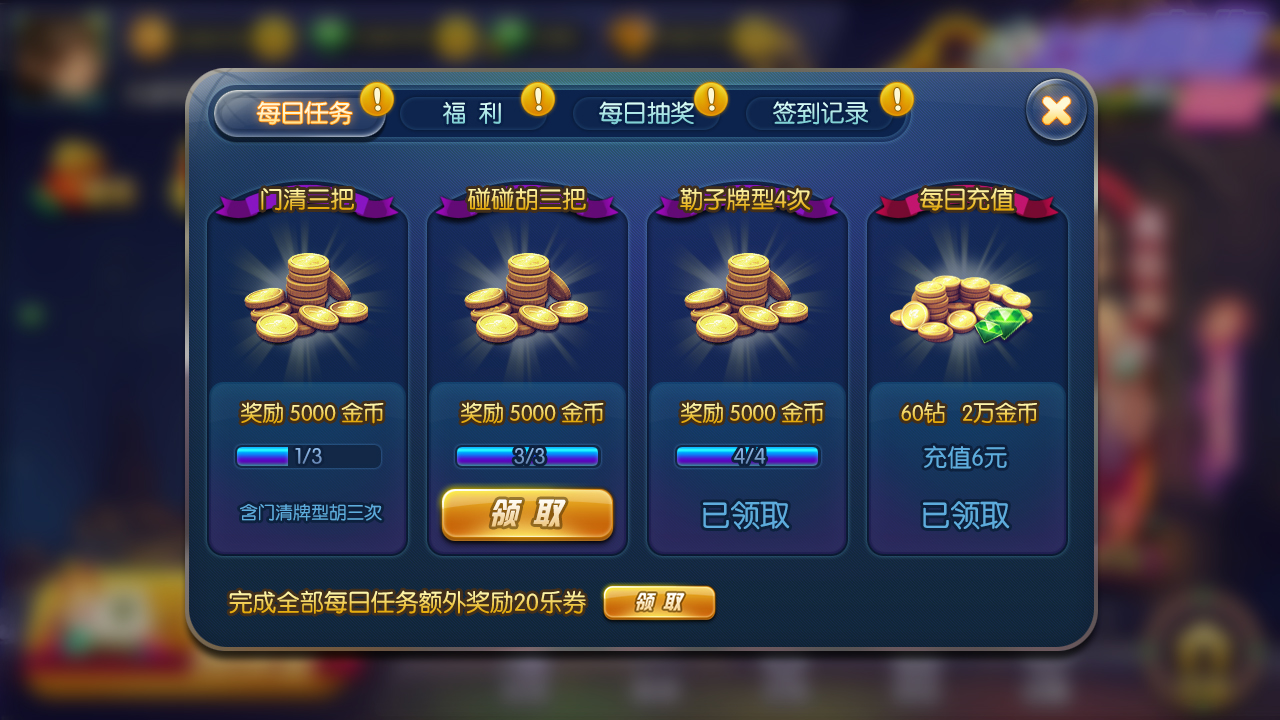 每日任务 福利 每日抽奖 签到记录
门清三把 碰碰胡三把 勒子牌型4次 每日充值
奖励 5000 金币 奖励 5000 金币 奖励 5000 金币 60钻 2万金币
1/3 3/3 4/4 充值6元
含门清牌型胡三次 领取 已领取 已领取
完成全部每日任务额外奖励20乐券 领取